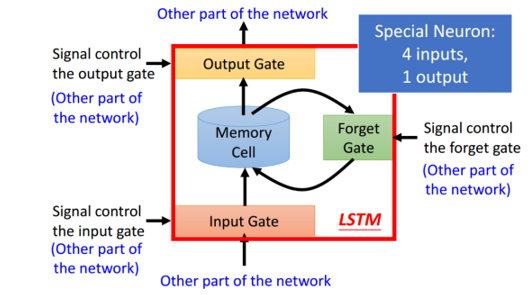 Other part of the network
Special Neuron:
4 inputs,
1 output
Signal control
the output gate
(Other part of
the network)
Output Gate
Memory
Cell
Forget
Gate
Signal control
the forget gate
(Other part of
the network)
Signal control
the input gate
(Other part of
the network)
Input Gate
LSTM
Other part of the network